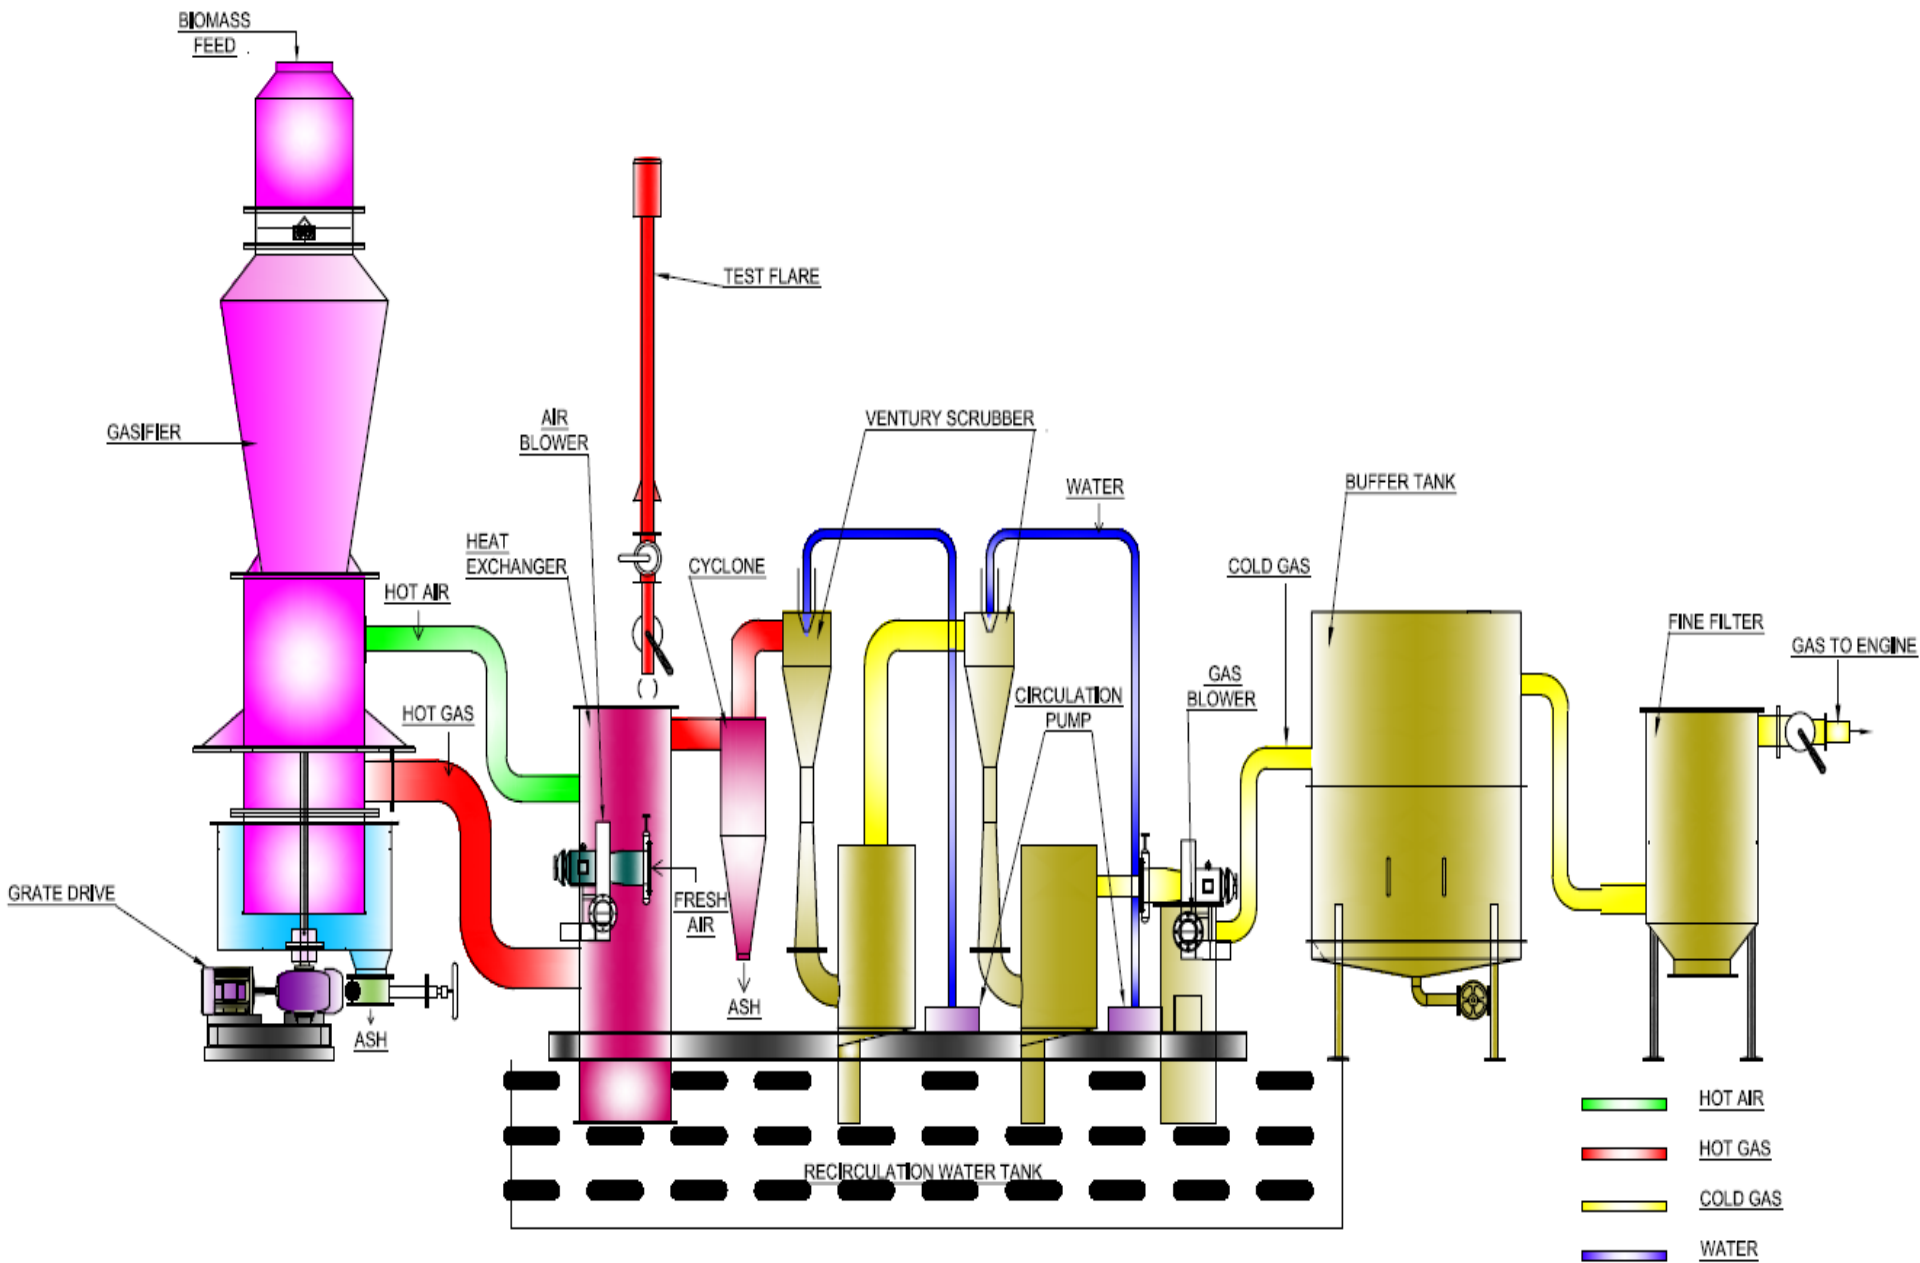 BIOMASS
FEED
TEST FLARE
GASIFIER
AIR
BLOWER
VENTURY SCRUBBER
WATER
BUFFER TANK
HEAT
EXCHANGER
CYCLONE
COLD GAS
HOT AIR
FINE FILTER
GAS TO ENGINE
GAS
BLOWER
CIRCULATION
PUMP
HOT GAS
GRATE DRIVE
FRESH
AIR
ASH
ASH
RECIRCULATION WATER TANK
HOT AIR
HOT GAS
COLD GAS
WATER